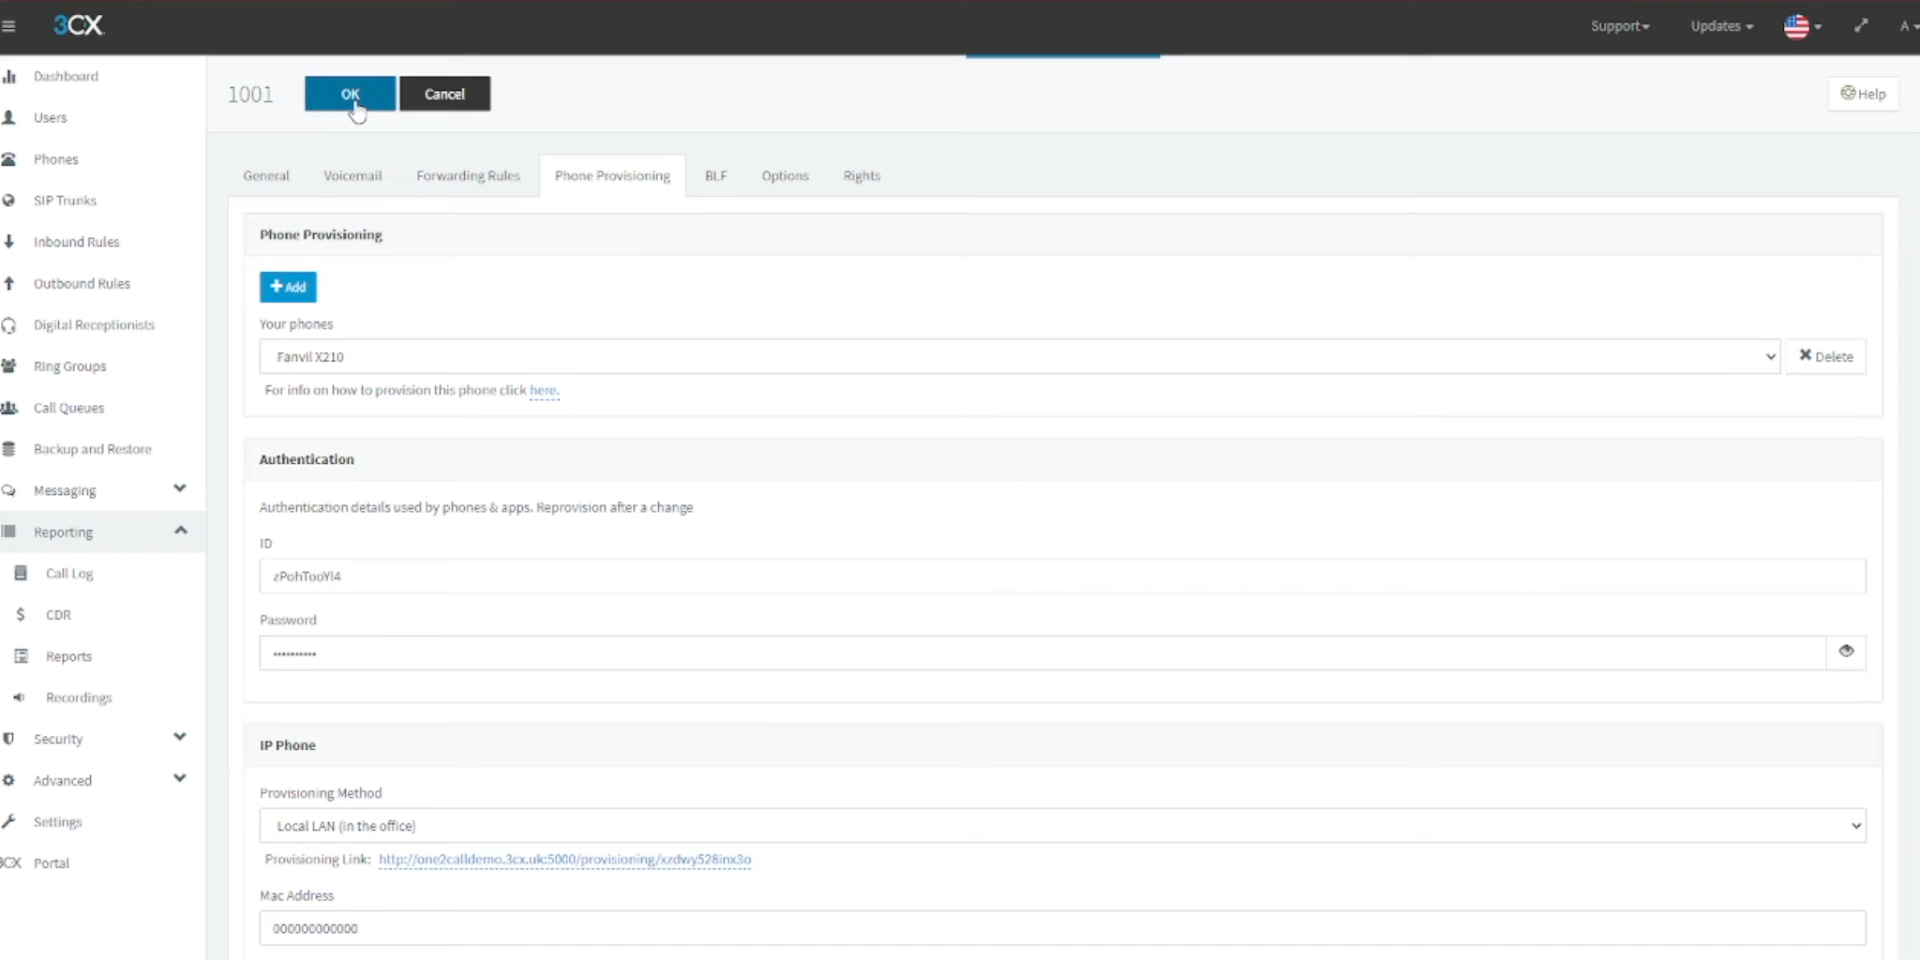 3CX
Support
Updates
A
Dashboard
Users
Phones
SIP Trunks
Inbound Rules
Outbound Rules
Digital Receptionists
Ring Groups
Call Queues
Backup and Restore
Messaging
Reporting
Call Log
$ CDR
Reports
Recordings
Security
Advanced
Settings
3CX Portal
1001
OK
Cancel
Help
General
Voicemail
Forwarding Rules
Phone Provisioning
BLF
Options
Rights
Phone Provisioning
+ Add
Your phones
Fanvil X210
Delete
For info on how to provision this phone click here.
Authentication
Authentication details used by phones & apps. Reprovision after a change
ID
zPohTooYl4
Password
••••••••••
IP Phone
Provisioning Method
Local LAN (in the office)
Provisioning Link: http://one2calldemo.3cx.uk:5000/provisioning/xzdwy528inx3o
Mac Address
000000000000